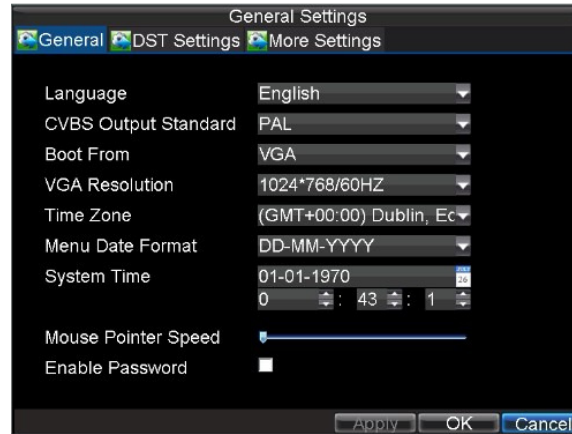 General Settings
General DST Settings More Settings
Language English
CVBS Output Standard PAL
Boot From VGA
VGA Resolution 1024*768/60HZ
Time Zone (GMT+00:00) Dublin, Ec
Menu Date Format DD-MM-YYYY
System Time 01-01-1970
26
0 : 43 : 1
Mouse Pointer Speed
Enable Password
Apply OK Cancel